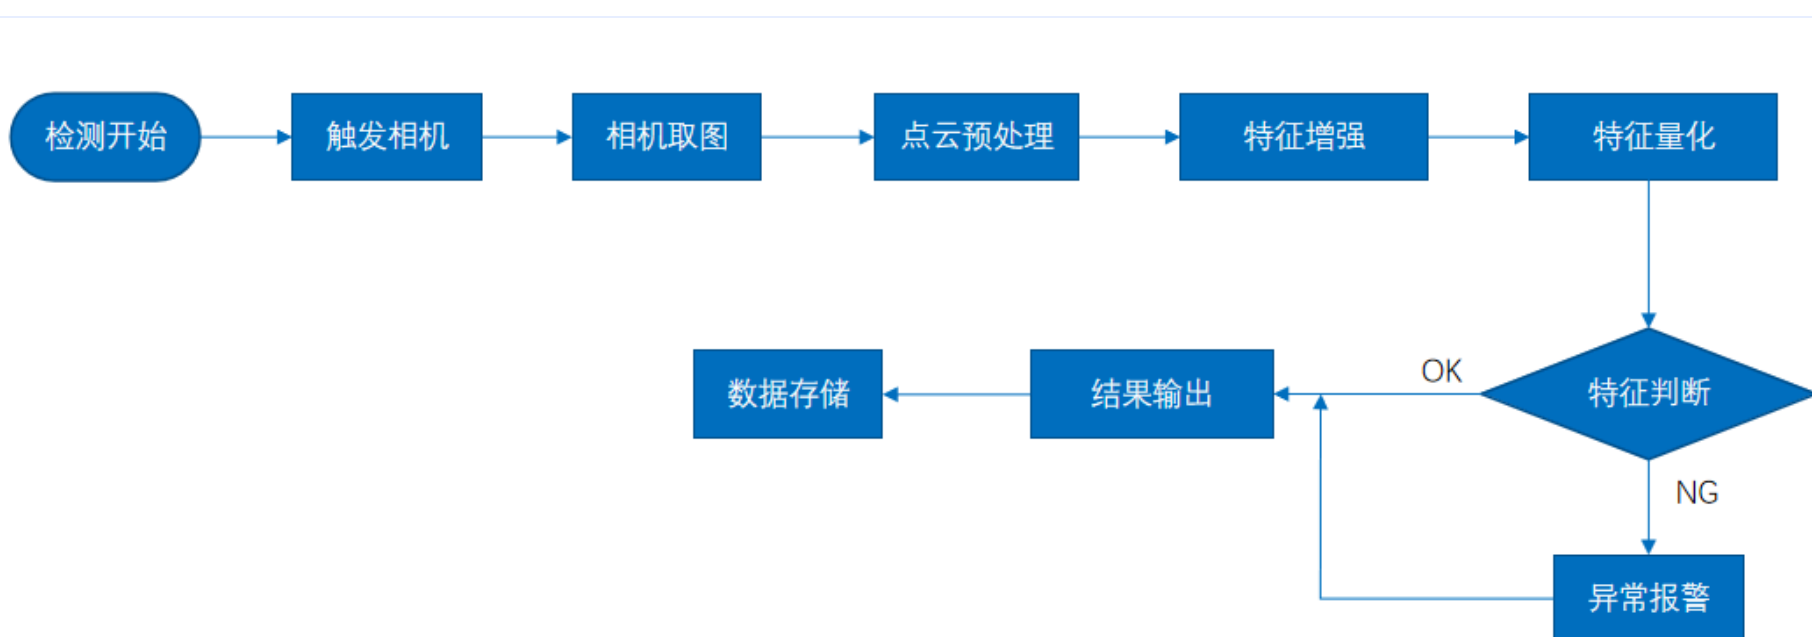 检测开始
触发相机
相机取图
点云预处理
特征增强
特征量化
数据存储
结果输出
OK
特征判断
NG
异常报警